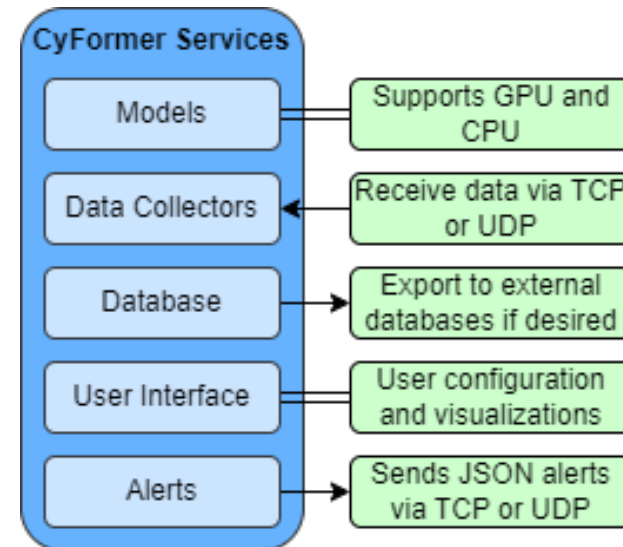 CyFormer Services
Models
Supports GPU and
CPU
Data Collectors
Receive data via TCP
or UDP
Database
Export to external
databases if desired
User Interface
User configuration
and visualizations
Alerts
Sends JSON alerts
via TCP or UDP